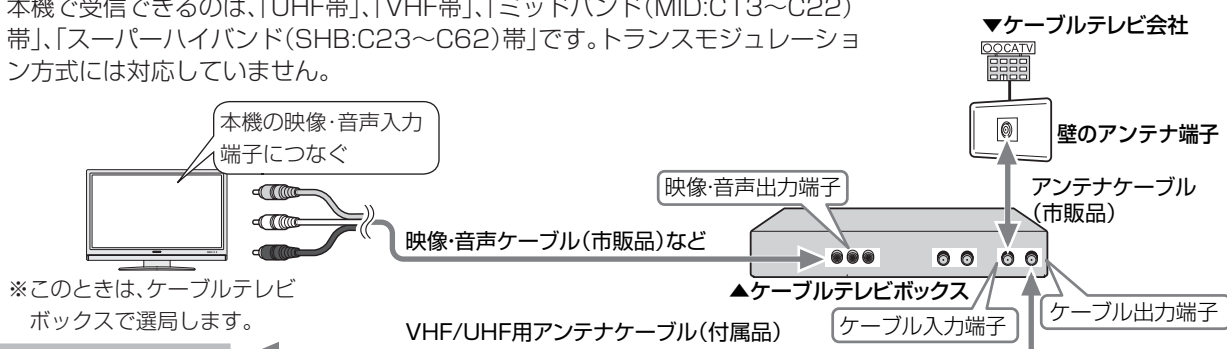 本機で受信できるのは、「UHF帯」、「VHF帯」、「ミッドバンド(MID:C13～C22)
帯」、「スーパーハイバンド(SHB:C23～C62)帯」です。トランスモジュレーショ
ン方式には対応していません。
▼ケーブルテレビ会社
○○CATV
本機の映像・音声入力
端子につなぐ
壁のアンテナ端子
映像・音声出力端子
アンテナケーブル
(市販品)
映像・音声ケーブル(市販品)など
▲ケーブルテレビボックス
※このときは、ケーブルテレビ
ボックスで選局します。
ケーブル入力端子
ケーブル出力端子
VHF/UHF用アンテナケーブル(付属品)